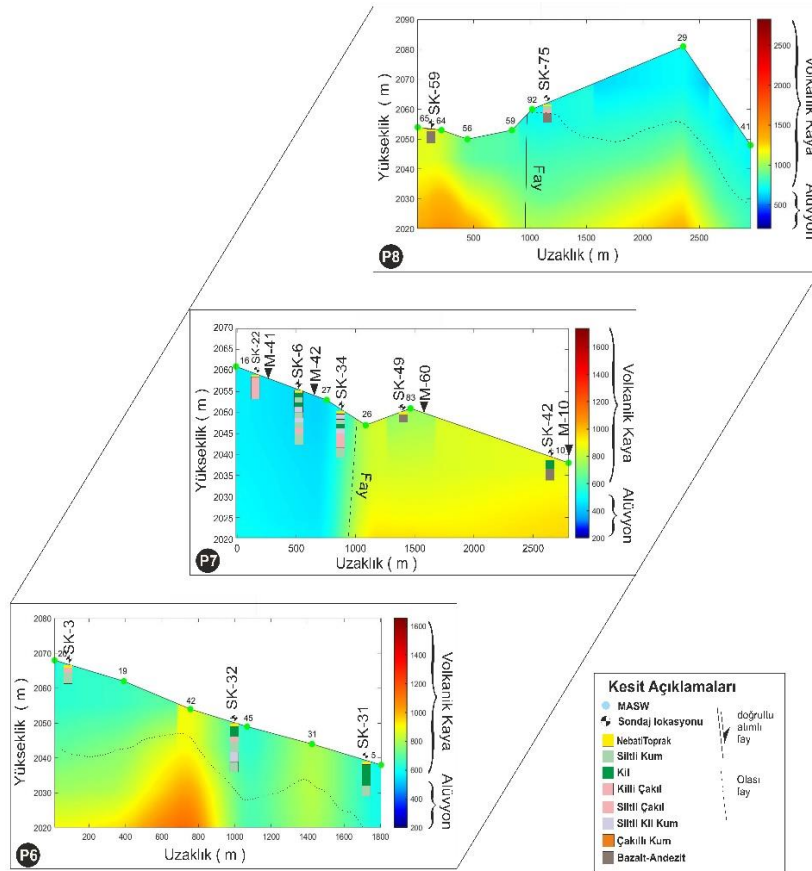 2090
2080
2070
2060
2050
2040
2030
2020
Yükseklik ( m )
65
SK-59
64
56
59
92
SK-75
29
41
Fay
500
1000
1500
2000
2500
Uzaklık ( m )
P8
2500
2000
1500
1000
500
Volkanik Kaya
Alüvyon
2070
2065
2060
2055
2050
2045
2040
2035
2030
2025
2020
Yükseklik ( m )
16
SK-22
M-41
SK-6
M-42
27
SK-34
26
SK-49
83
M-60
SK-42
10
M-10
Fay
0
500
1000
1500
2000
2500
Uzaklık ( m )
P7
1600
1400
1200
1000
800
600
400
200
Volkanik Kaya
Alüvyon
2080
2070
2060
2050
2040
2030
2020
Yükseklik ( m )
SK-3
19
42
SK-32
45
31
SK-31
5
200
400
600
800
1000
1200
1400
1600
1800
Uzaklık ( m )
P6
1600
1400
1200
1000
800
600
400
200
Volkanik Kaya
Alüvyon
Kesit Açıklamaları
MASW
Sondaj lokasyonu
Nebati Toprak
Siltli Kum
Kil
Killi Çakıl
Siltli Çakıl
Siltli Kil Kum
Çakıllı Kum
Bazalt-Andezit
doğrultu
alımlı
fay
Olası
fay